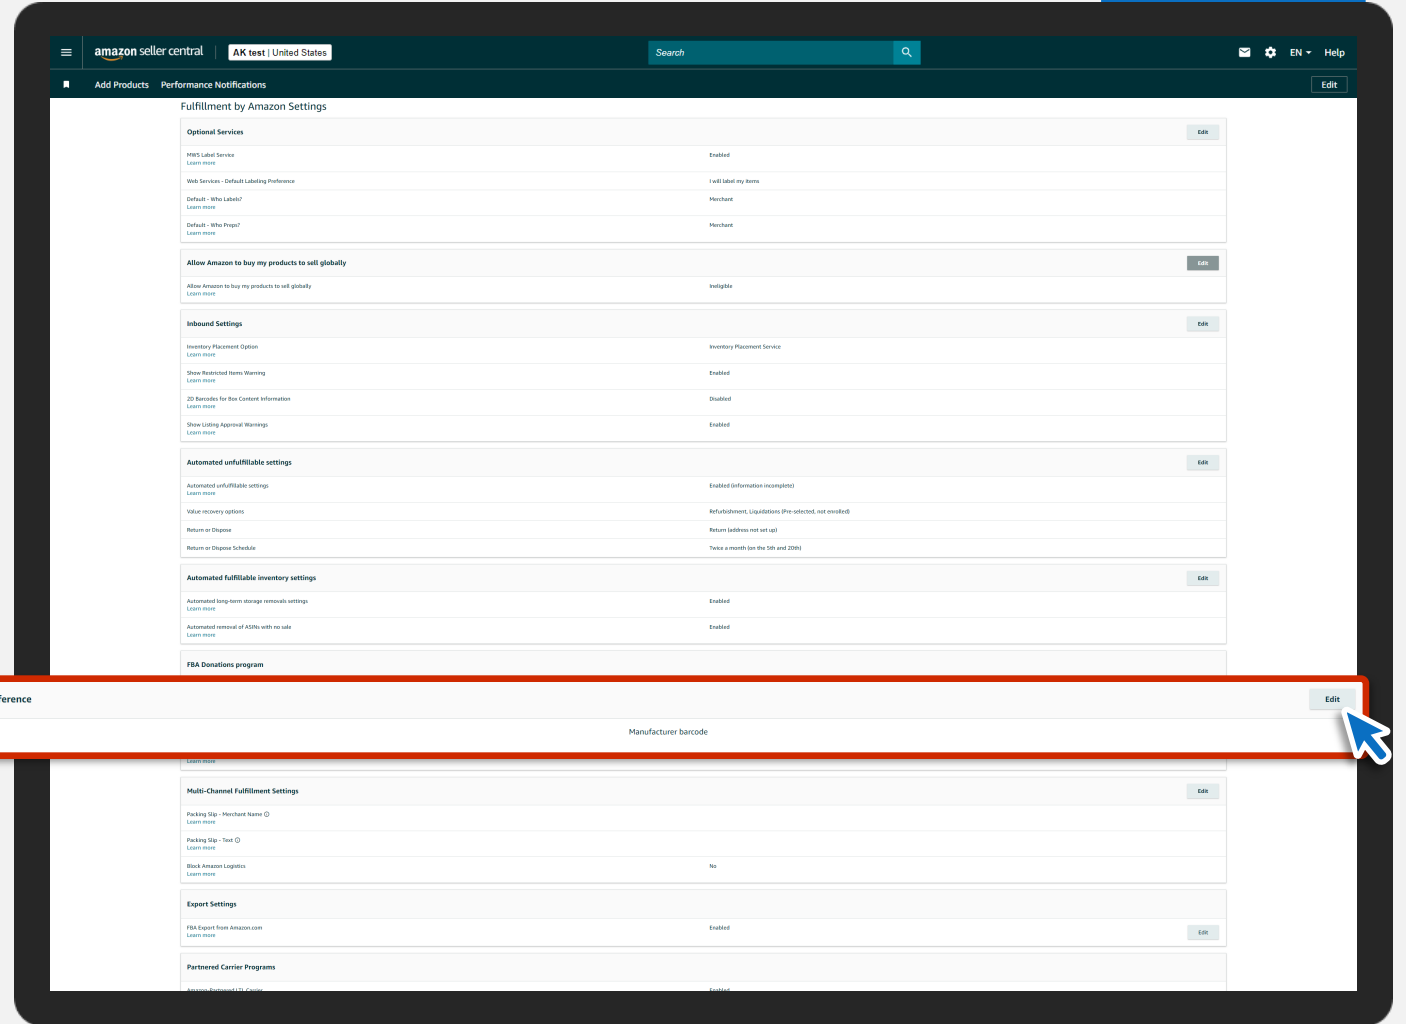 amazon seller central
AK test | United States
Search
EN
Help
Add Products
Performance Notifications
Edit
Fulfillment by Amazon Settings
Optional Services
Edit
MWS Label Service
Enabled
Learn more
Web Services - Default Labeling Preference
I will label my items
Default - Who Labels?
Merchant
Learn more
Default - Who Preps?
Merchant
Learn more
Allow Amazon to buy my products to sell globally
Edit
Allow Amazon to buy my products to sell globally
Ineligible
Learn more
Inbound Settings
Edit
Inventory Placement Option
Inventory Placement Service
Learn more
Show Restricted Items Warning
Enabled
Learn more
2D Barcodes for Box Content Information
Disabled
Learn more
Show Listing Approval Warnings
Enabled
Learn more
Automated unfulfillable settings
Edit
Automated unfulfillable settings
Enabled (information incomplete)
Learn more
Value recovery options
Refurbishment, Liquidations (Pre-selected, not enrolled)
Return or Dispose
Return (address not set up)
Return or Dispose Schedule
Twice a month (on the 5th and 20th)
Automated fulfillable inventory settings
Edit
Automated long-term storage removals settings
Enabled
Learn more
Automated removal of ASINs with no sale
Enabled
Learn more
FBA Donations program
ference
Edit
Manufacturer barcode
Learn more
Multi-Channel Fulfillment Settings
Edit
Packing Slip - Merchant Name
Learn more
Packing Slip - Text
Learn more
Block Amazon Logistics
No
Learn more
Export Settings
FBA Export from Amazon.com
Enabled
Learn more
Edit
Partnered Carrier Programs
Amazon-Partnered LTL Carrier
Enabled